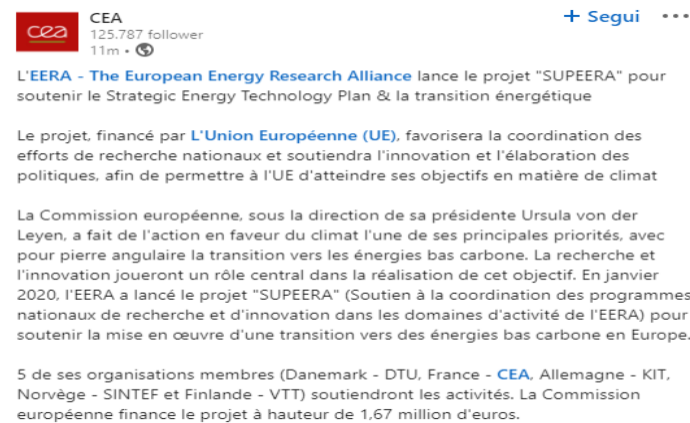 cea
CEA
+ Segui •••
125.787 follower
11m •
L'EERA - The European Energy Research Alliance lance le projet "SUPEERA" pour
soutenir le Strategic Energy Technology Plan & la transition énergétique
Le projet, financé par L'Union Européenne (UE), favorisera la coordination des
efforts de recherche nationaux et soutiendra l'innovation et l'élaboration des
politiques, afin de permettre à l'UE d'atteindre ses objectifs en matière de climat
La Commission européenne, sous la direction de sa présidente Ursula von der
Leyen, a fait de l'action en faveur du climat l'une de ses principales priorités, avec
pour pierre angulaire la transition vers les énergies bas carbone. La recherche et
l'innovation joueront un rôle central dans la réalisation de cet objectif. En janvier
2020, l'EERA a lancé le projet "SUPEERA" (Soutien à la coordination des programmes
nationaux de recherche et d'innovation dans les domaines d'activité de l'EERA) pour
soutenir la mise en œuvre d'une transition vers des énergies bas carbone en Europe.
5 de ses organisations membres (Danemark - DTU, France - CEA, Allemagne - KIT,
Norvège - SINTEF et Finlande - VTT) soutiendront les activités. La Commission
européenne finance le projet à hauteur de 1,67 million d'euros.